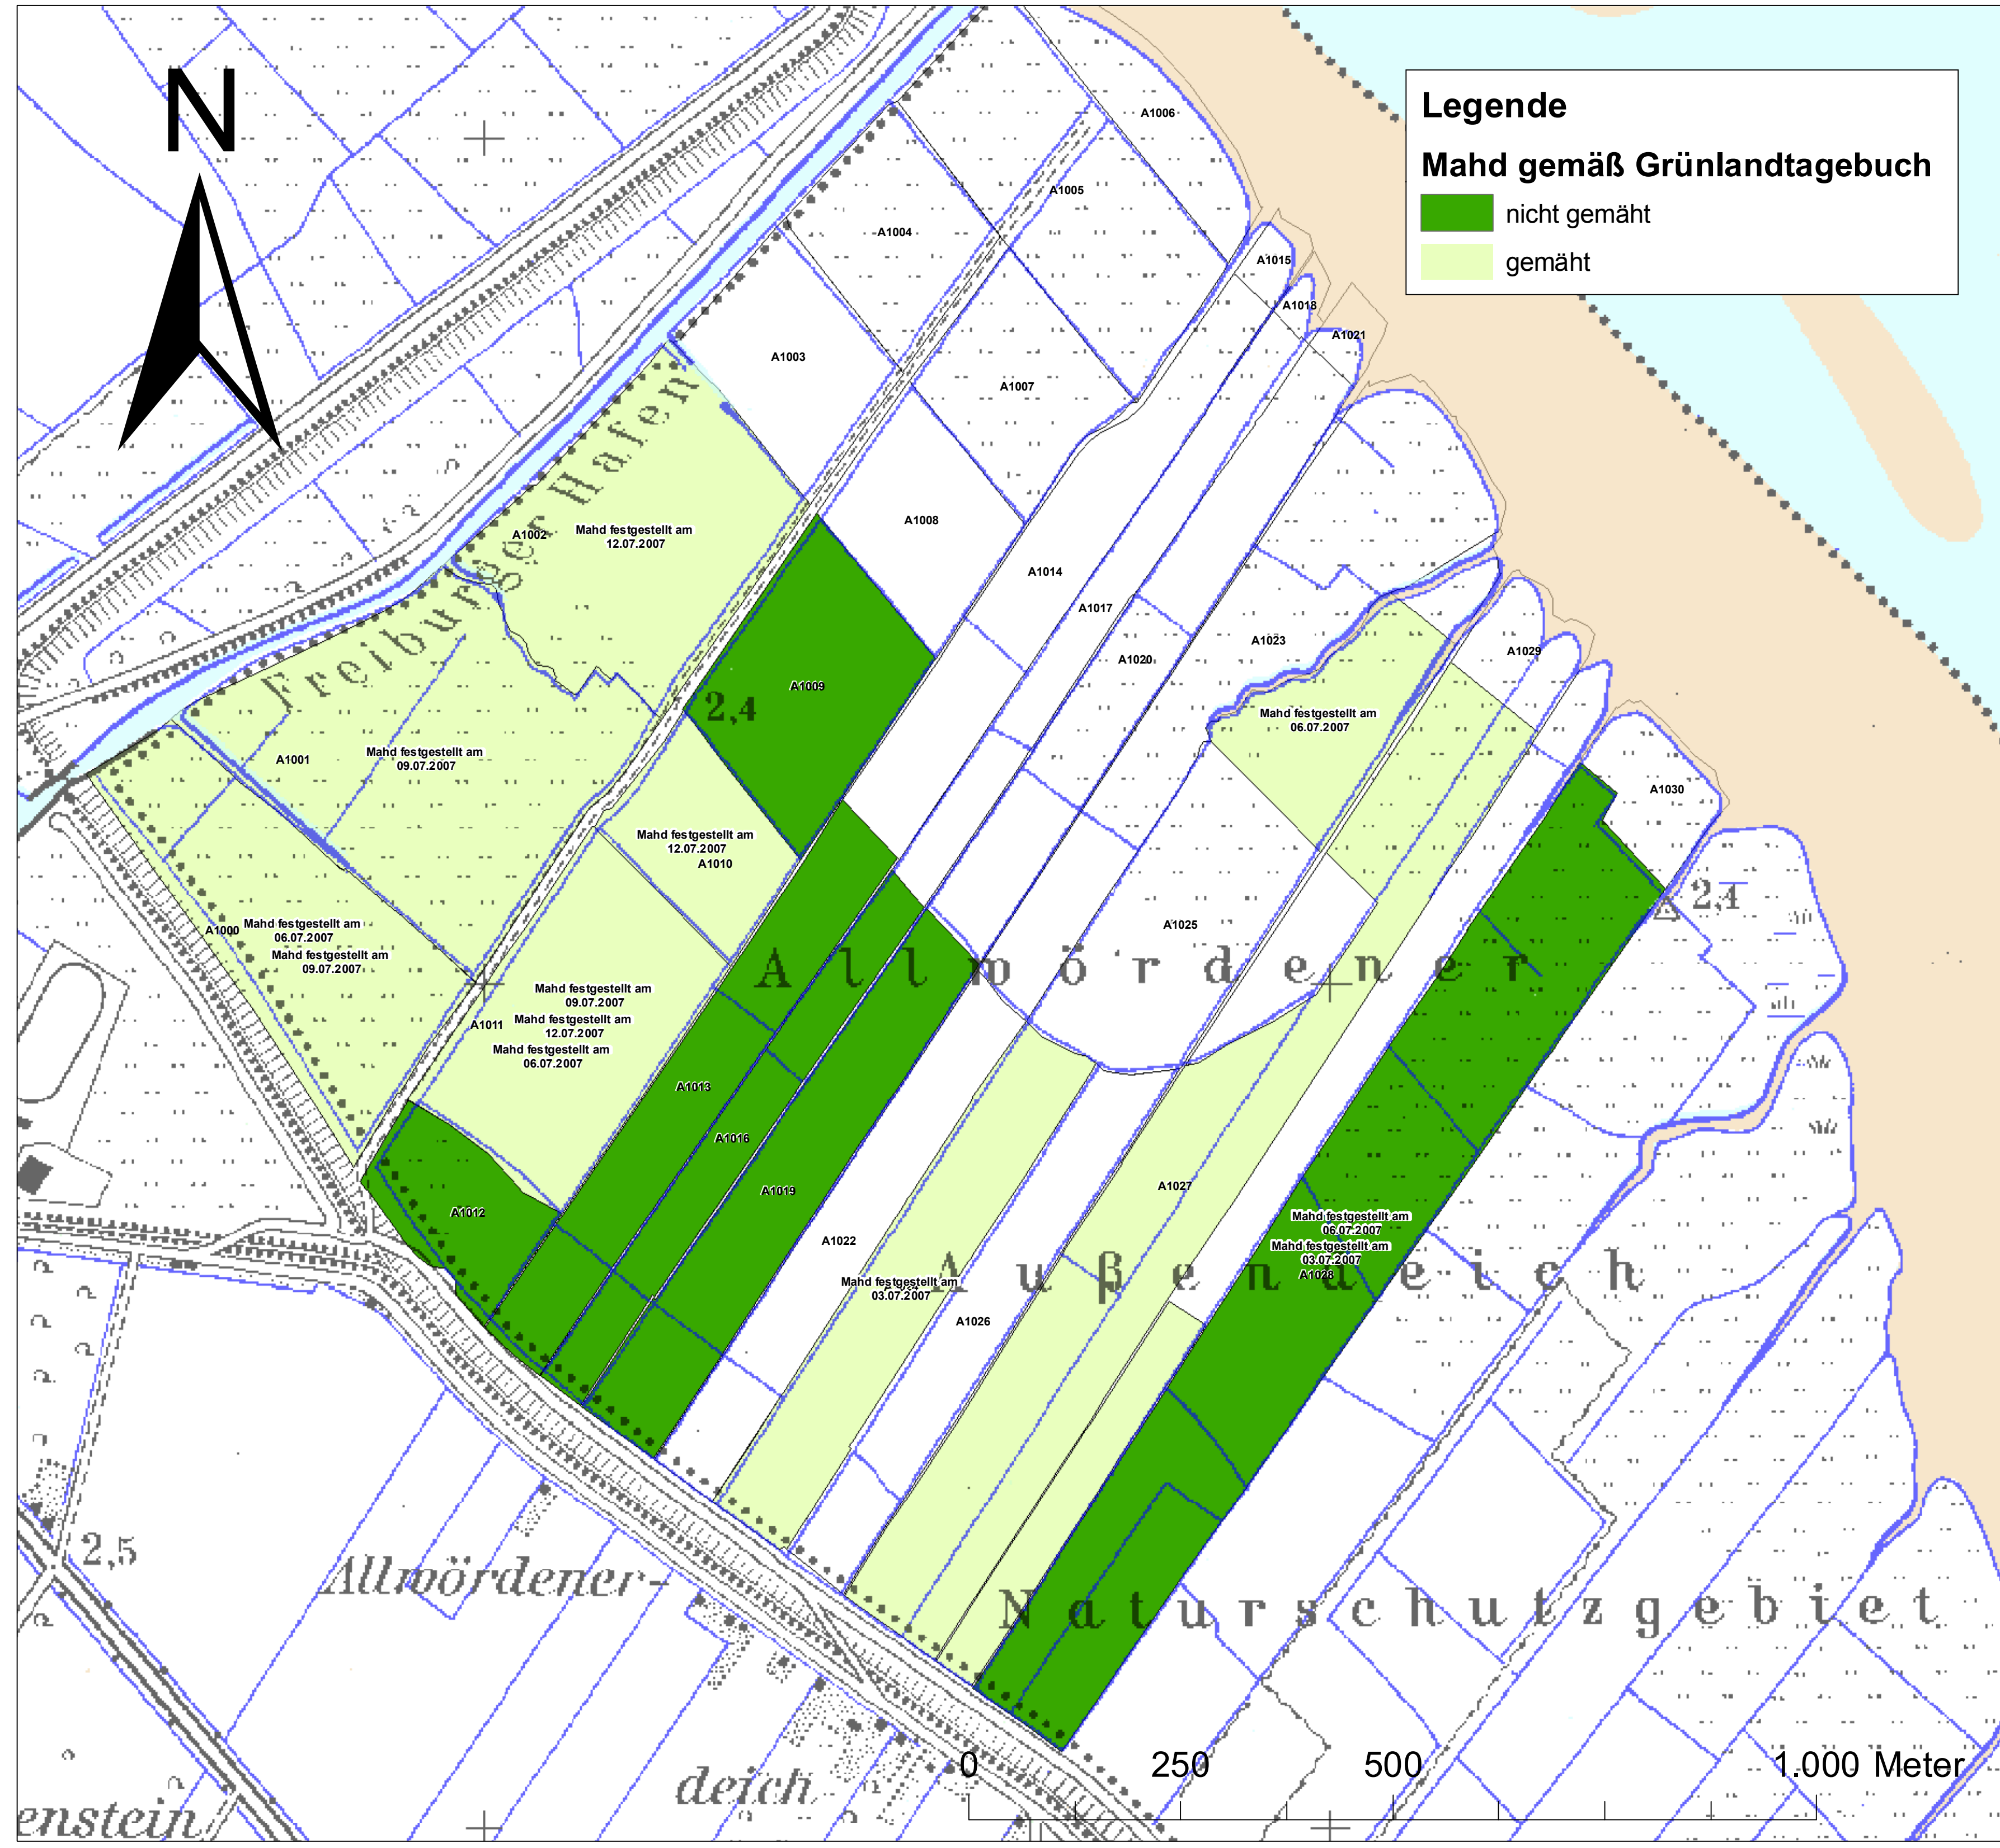 N
Legende
Mahd gemäß Grünlandtagebuch
nicht gemäht
gemäht
A1006
A1005
A1004
A1015
A1018
A1021
A1003
A1007
Freiburger Hafen
A1002
Mahd festgestellt am
12.07.2007
A1008
A1014
A1017
A1020
A1023
A1029
A1009
2,4
Mahd festgestellt am
06.07.2007
A1001
Mahd festgestellt am
09.07.2007
A1030
Mahd festgestellt am
12.07.2007
A1010
2,4
A1000
Mahd festgestellt am
06.07.2007
Mahd festgestellt am
09.07.2007
A1025
Allmördener
Mahd festgestellt am
09.07.2007
A1011
Mahd festgestellt am
12.07.2007
Mahd festgestellt am
06.07.2007
A1013
A1016
A1019
A1027
A1012
A1022
Mahd festgestellt am
06.07.2007
Mahd festgestellt am
03.07.2007
A1028
Außendeich
Mahd festgestellt am
03.07.2007
A1026
2,5
Allmördener-
deich
Naturschutzgebiet
enstein
0 250 500 1.000 Meter